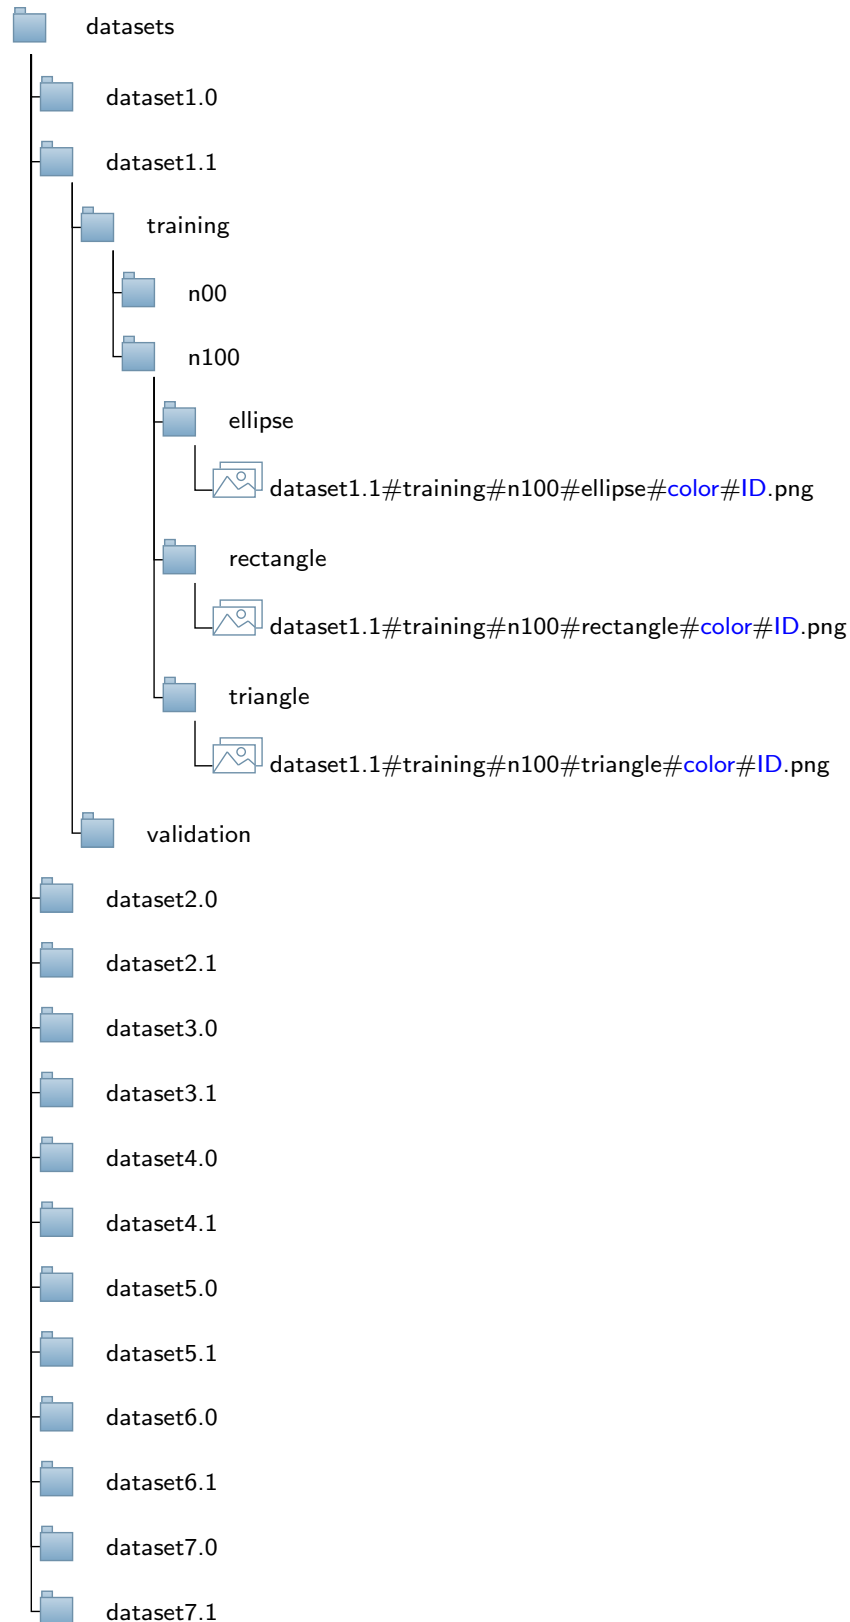 datasets
dataset1.0
dataset1.1
training
n00
n100
ellipse
dataset1.1#training#n100#ellipse#color#ID.png
rectangle
dataset1.1#training#n100#rectangle#color#ID.png
triangle
dataset1.1#training#n100#triangle#color#ID.png
validation
dataset2.0
dataset2.1
dataset3.0
dataset3.1
dataset4.0
dataset4.1
dataset5.0
dataset5.1
dataset6.0
dataset6.1
dataset7.0
dataset7.1